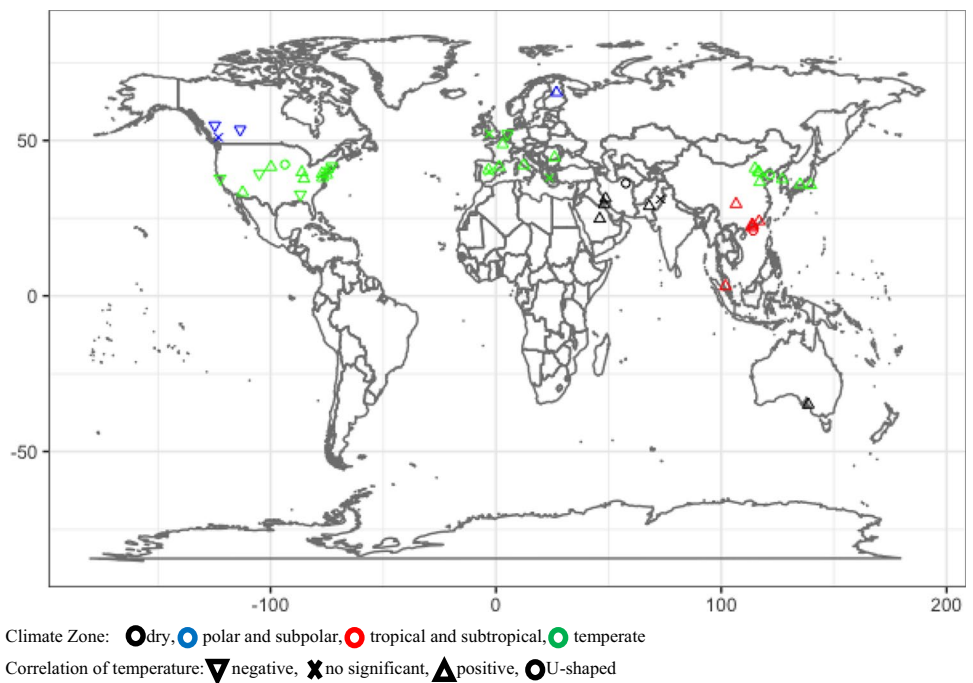 50
0
-50
-100 0 100 200
Climate Zone: dry, polar and subpolar, tropical and subtropical, temperate
Correlation of temperature: negative, no significant, positive, U-shaped